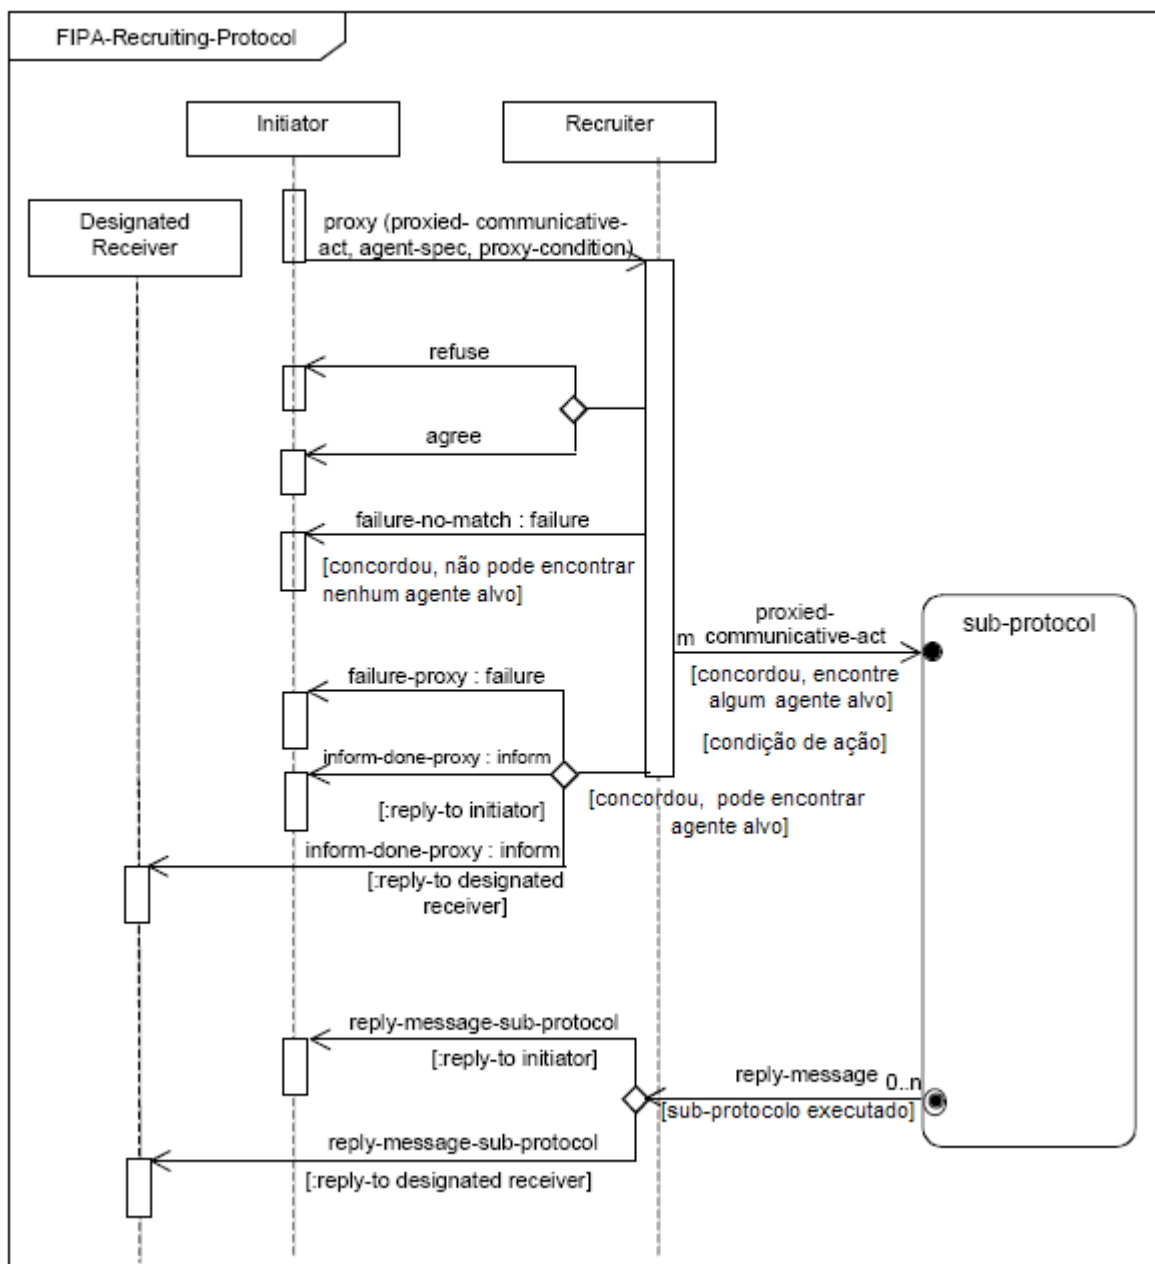 FIPA-Recruiting-Protocol
Initiator
Recruiter
Designated
Receiver
proxy (proxied- communicative-
act, agent-spec, proxy-condition)
refuse
agree
failure-no-match : failure
[concordou, não pode encontrar
nenhum agente alvo]
proxied-
m communicative-act
sub-protocol
[concordou, encontre
algum agente alvo]
[condição de ação]
failure-proxy : failure
inform-done-proxy : inform
[:reply-to initiator]
[concordou, pode encontrar
agente alvo]
inform-done-proxy : inform
[:reply-to designated
receiver]
reply-message-sub-protocol
[:reply-to initiator]
reply-message 0..n
[sub-protocolo executado]
reply-message-sub-protocol
[:reply-to designated receiver]